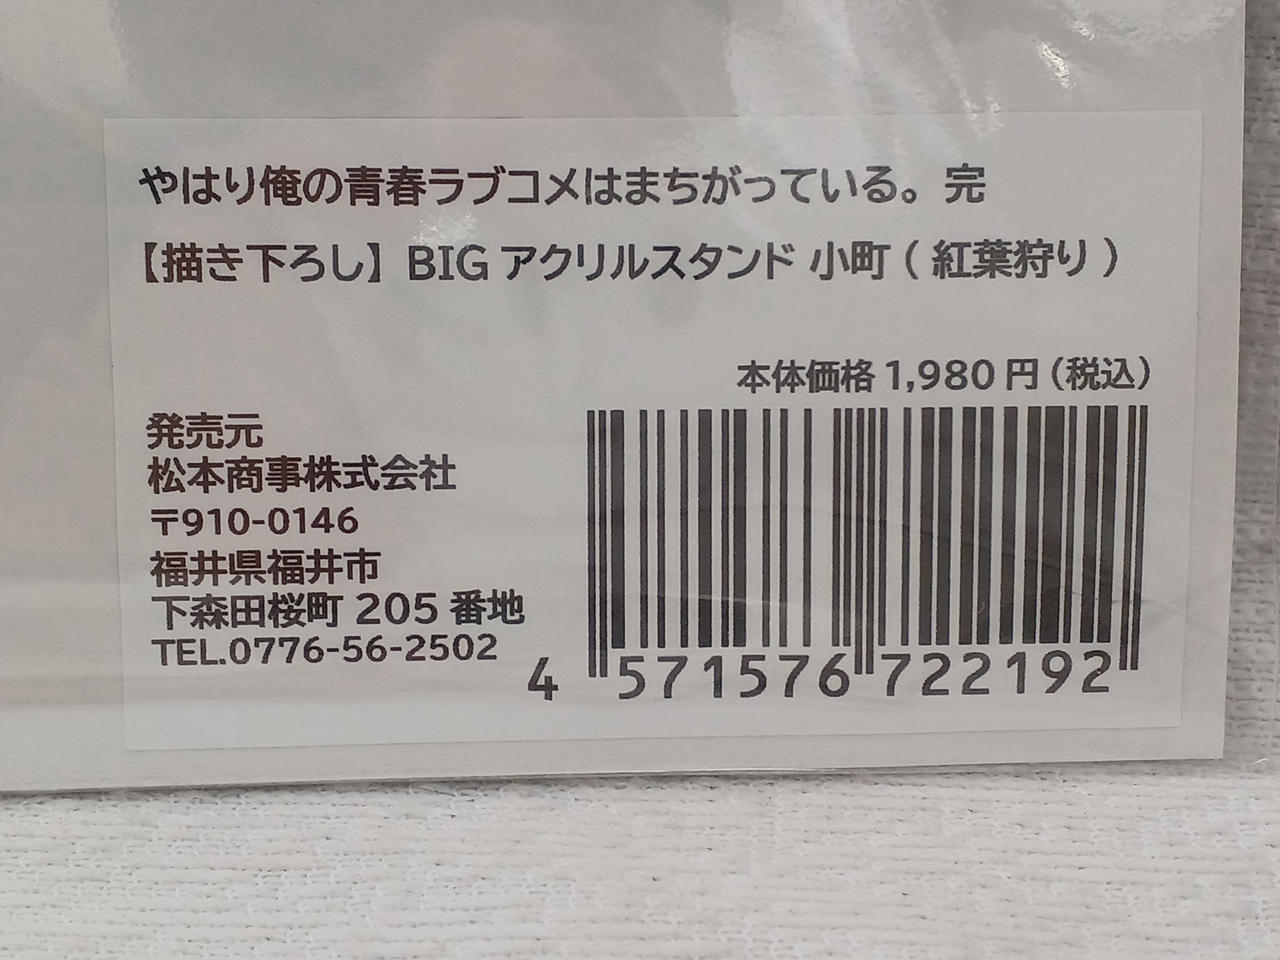 やはり俺の青春ラブコメはまちがっている。完
【描き下ろし】BIG アクリルスタンド 小町 ( 紅葉狩り )
本体価格 1,980 円 (税込)
発売元
松本商事株式会社
〒910-0146
福井県福井市
下森田桜町 205 番地
TEL.0776-56-2502
4 571576 722192